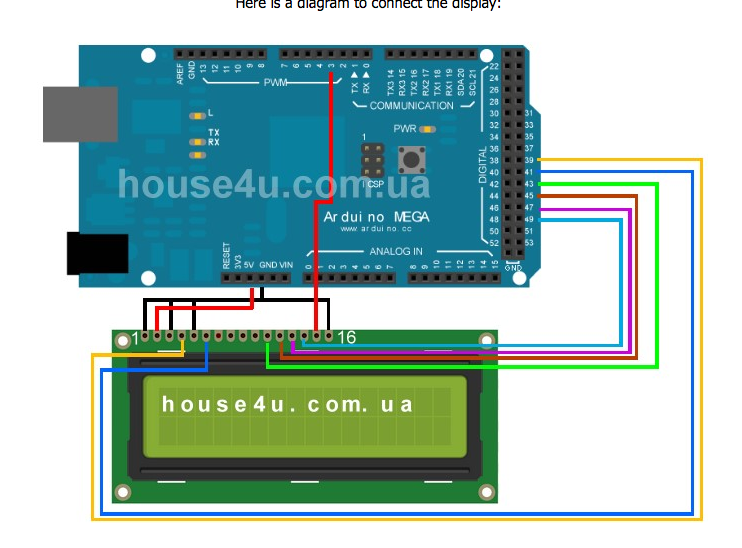 Here is a diagram to connect the display:
AREF GND 13 12 11 10 9 8 7 6 5 4 3 2 1 0
TX 1 RX 0 TX3 14 RX3 15 TX2 16 RX2 17 TX1 18 RX1 19 SDA 20 SCL 21
PWM
COMMUNICATION
L
TX
RX
PWR
1
ICSP
DIGITAL
22
24
26
28
30 31
32 33
34 35
36 37
38 39
40 41
42 43
44 45
46 47
48 49
50 51
52 53
GND
house4u.com.ua
Arduino MEGA
www.arduino.cc
ANALOG IN
RESET 3V3 5V GND VIN
0 1 2 3 4 5 6 7 8 9 10 11 12 13 14 15
1 16
house4u.com.ua